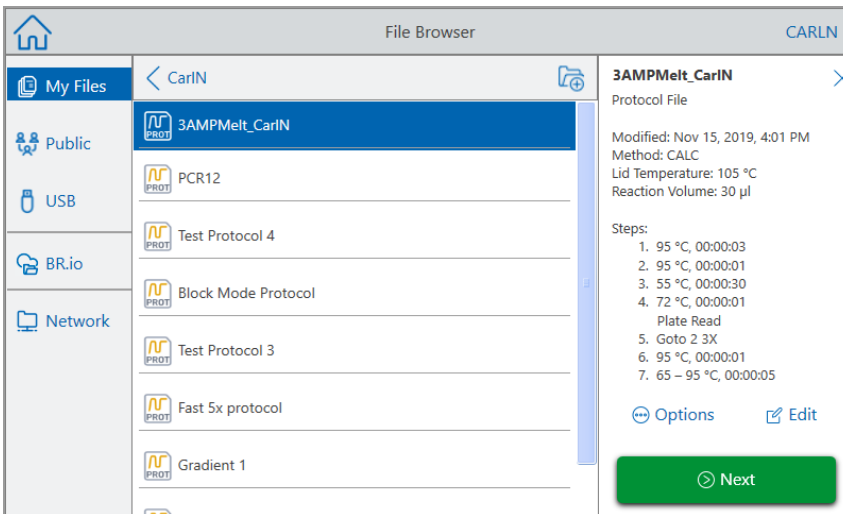 File Browser
CARLN
My Files
Public
USB
BR.io
Network
CarlN
PROT 3AMPMelt_CarlN
PROT PCR12
PROT Test Protocol 4
PROT Block Mode Protocol
PROT Test Protocol 3
PROT Fast 5x protocol
PROT Gradient 1
3AMPMelt_CarlN
Protocol File
Modified: Nov 15, 2019, 4:01 PM
Method: CALC
Lid Temperature: 105 °C
Reaction Volume: 30 µl
Steps:
1. 95 °C, 00:00:03
2. 95 °C, 00:00:01
3. 55 °C, 00:00:30
4. 72 °C, 00:00:01
Plate Read
5. Goto 2 3X
6. 95 °C, 00:00:01
7. 65 – 95 °C, 00:00:05
Options
Edit
Next